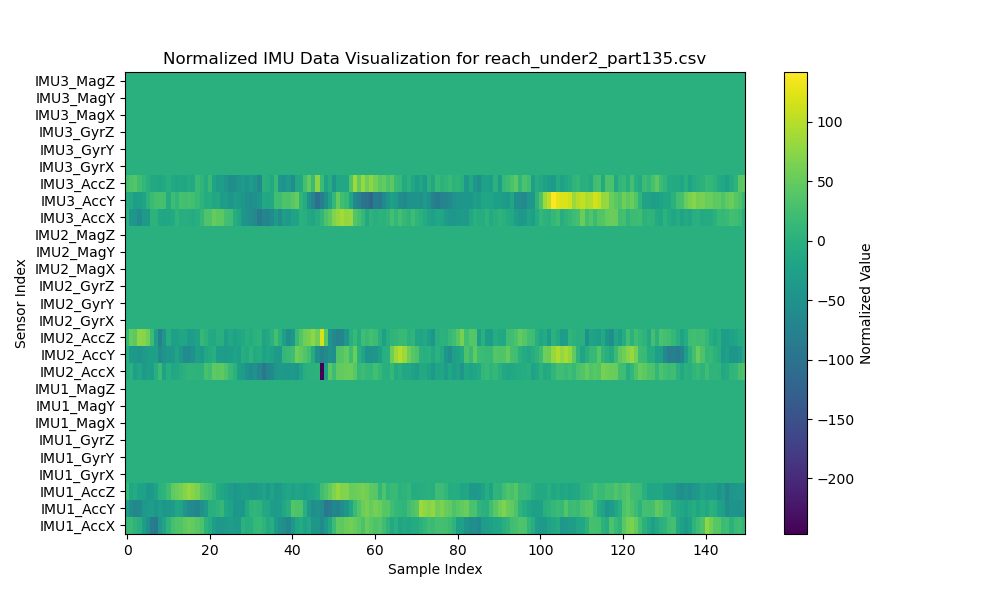 Normalized IMU Data Visualization for reach_under2_part135.csv
IMU3_MagZ
IMU3_MagY
IMU3_MagX
IMU3_GyrZ
IMU3_GyrY
IMU3_GyrX
IMU3_AccZ
IMU3_AccY
IMU3_AccX
IMU2_MagZ
IMU2_MagY
IMU2_MagX
IMU2_GyrZ
IMU2_GyrY
IMU2_GyrX
IMU2_AccZ
IMU2_AccY
IMU2_AccX
IMU1_MagZ
IMU1_MagY
IMU1_MagX
IMU1_GyrZ
IMU1_GyrY
IMU1_GyrX
IMU1_AccZ
IMU1_AccY
IMU1_AccX
Sensor Index
0 20 40 60 80 100 120 140
Sample Index
100
50
0
−50
−100
−150
−200
Normalized Value